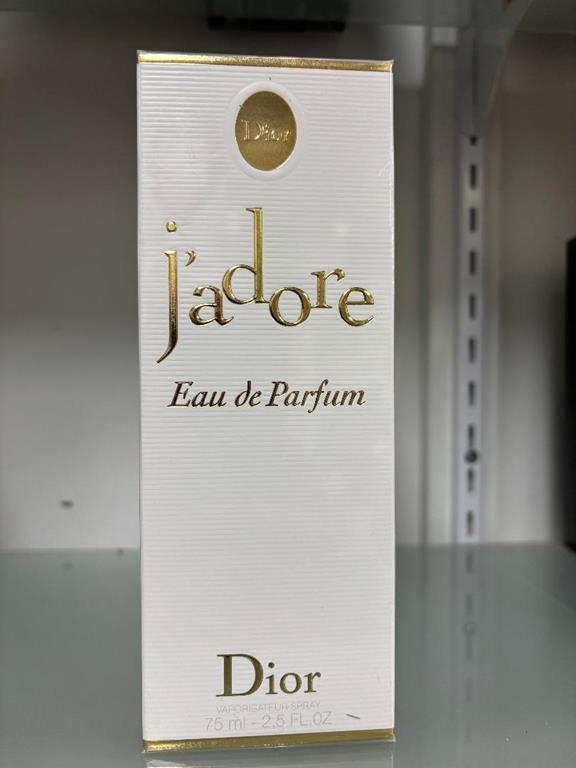 Dior
j'adore
Eau de Parfum
Dior
VAPORISATEUR-SPRAY
75 ml - 2.5 FL.OZ